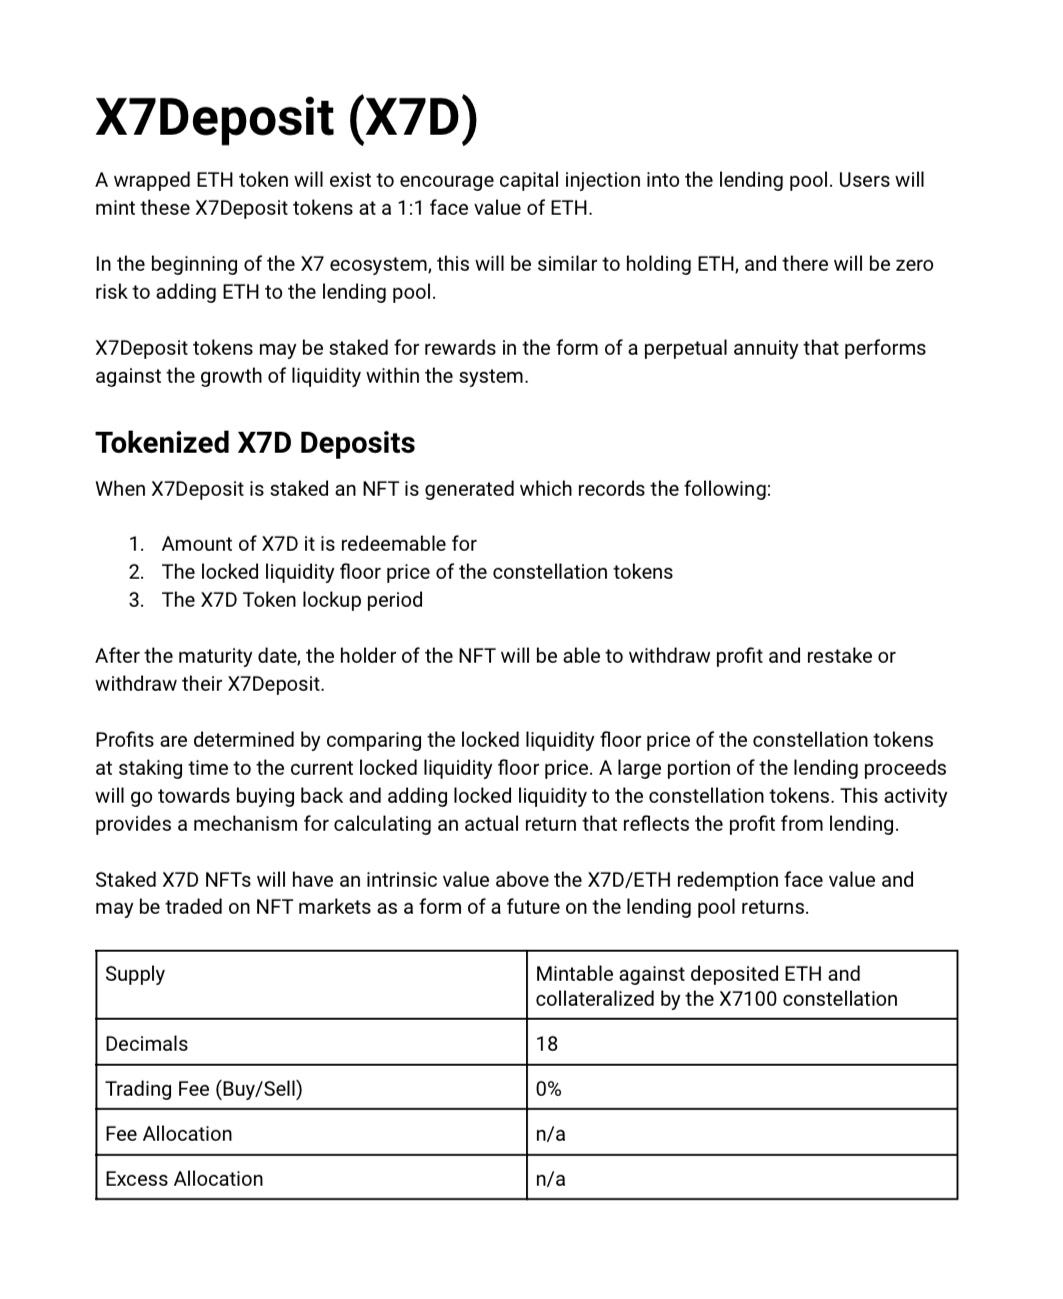 X7Deposit (X7D)
A wrapped ETH token will exist to encourage capital injection into the lending pool. Users will
mint these X7Deposit tokens at a 1:1 face value of ETH.
In the beginning of the X7 ecosystem, this will be similar to holding ETH, and there will be zero
risk to adding ETH to the lending pool.
X7Deposit tokens may be staked for rewards in the form of a perpetual annuity that performs
against the growth of liquidity within the system.
Tokenized X7D Deposits
When X7Deposit is staked an NFT is generated which records the following:
1. Amount of X7D it is redeemable for
2. The locked liquidity floor price of the constellation tokens
3. The X7D Token lockup period
After the maturity date, the holder of the NFT will be able to withdraw profit and restake or
withdraw their X7Deposit.
Profits are determined by comparing the locked liquidity floor price of the constellation tokens
at staking time to the current locked liquidity floor price. A large portion of the lending proceeds
will go towards buying back and adding locked liquidity to the constellation tokens. This activity
provides a mechanism for calculating an actual return that reflects the profit from lending.
Staked X7D NFTs will have an intrinsic value above the X7D/ETH redemption face value and
may be traded on NFT markets as a form of a future on the lending pool returns.
Supply
Mintable against deposited ETH and
collateralized by the X7100 constellation
Decimals
18
Trading Fee (Buy/Sell)
0%
Fee Allocation
n/a
Excess Allocation
n/a